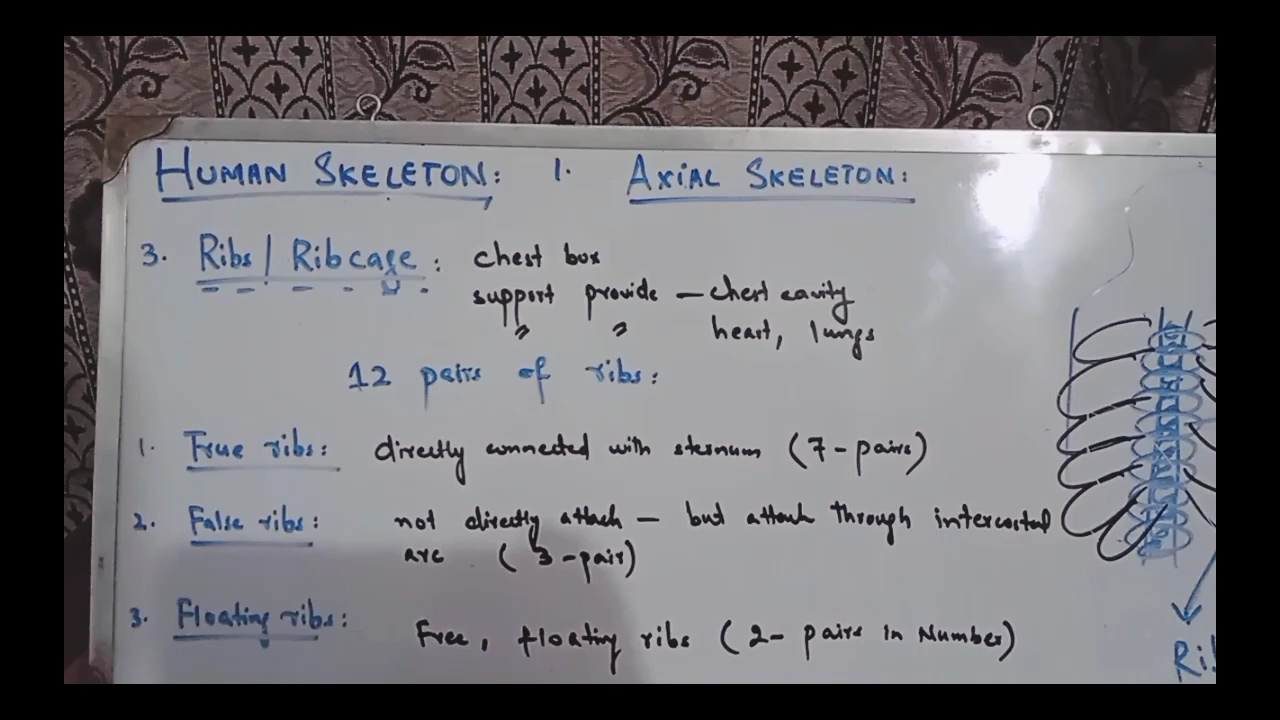 HUMAN SKELETON: 1. AXIAL SKELETON:
3. Ribs / Ribcage: chest box
support provide — chest cavity
" " heart, lungs
12 pairs of ribs:
1. True ribs: directly connected with sternum (7-pairs)
2. False ribs: not directly attach — but attach through intercostal
arc (3-pair)
3. Floating ribs: Free, floating ribs (2- pairs in Number)